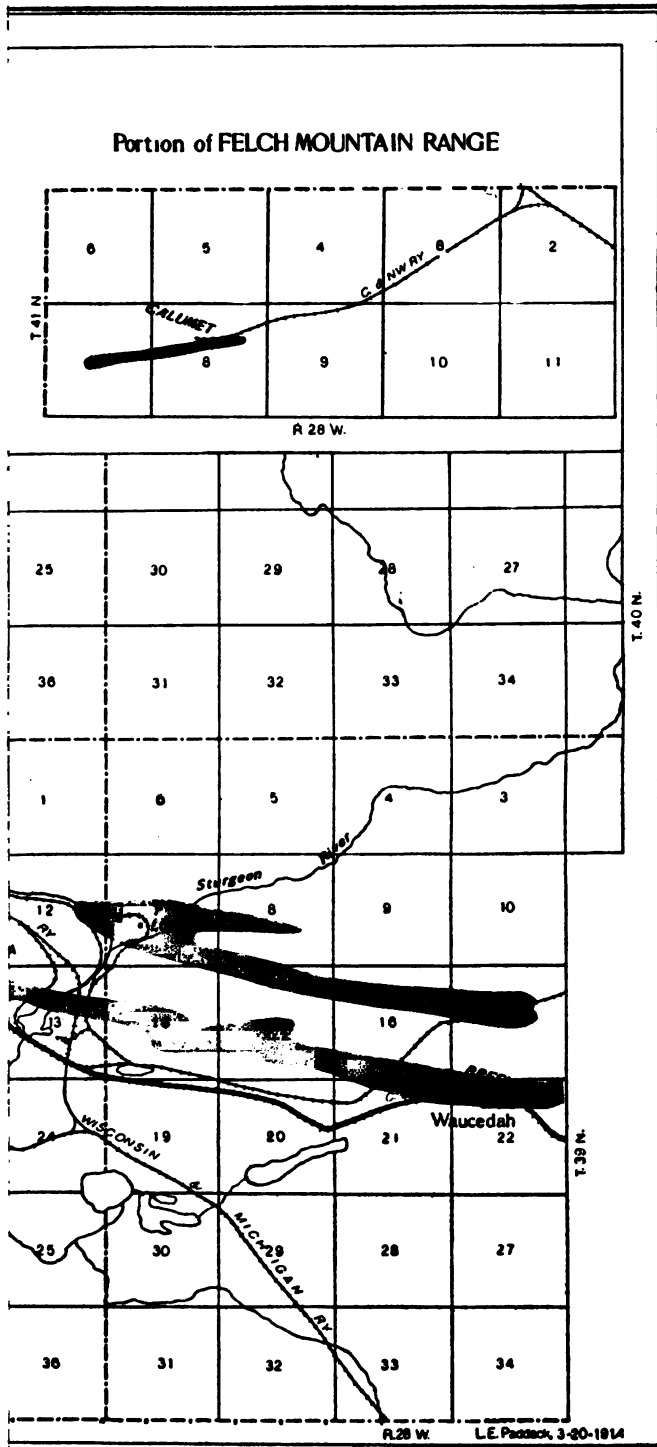 Portion of FELCH MOUNTAIN RANGE
6 5 4 2
C. & NW RY
T 41 N
CALUMET
8 9 10 11
R 28 W.
25 30 29 28 27
T. 40 N.
36 31 32 33 34
1 6 5 4 3
Sturgeon River
12 8 9 10
RY
13 16
Waucedah
24 19 20 21 22
WISCONSIN & MICHIGAN RY
T. 39 N.
25 30 29 28 27
36 31 32 33 34
R.28 W.
L.E. Paddack, 3-20-1914